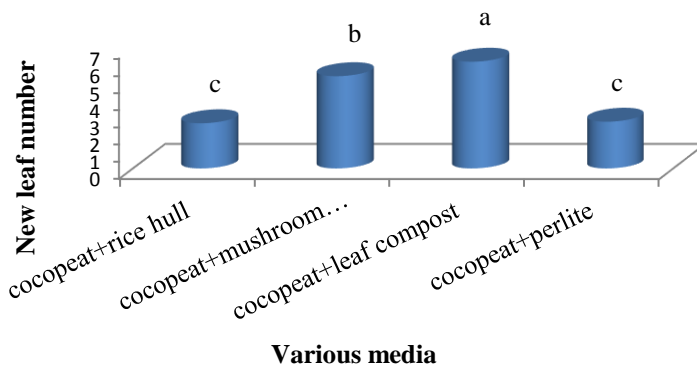 New leaf number
7
6
5
4
3
2
1
0
c
b
a
c
cocopeat+rice hull
cocopeat+mushroom…
cocopeat+leaf compost
cocopeat+perlite
Various media